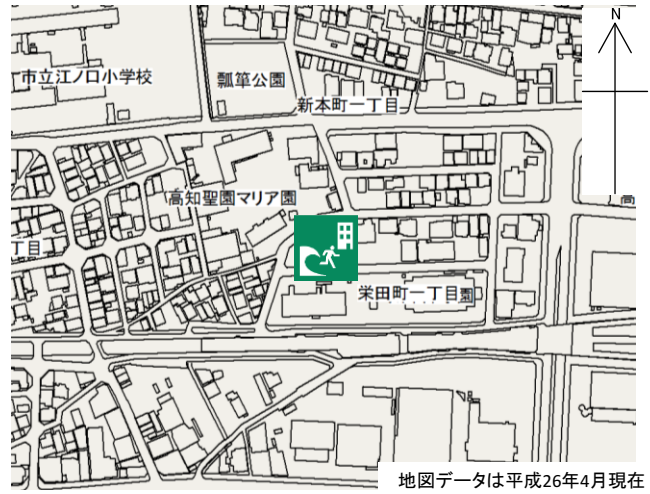 N
市立江ノ口小学校
瓢箪公園
新本町一丁目
高知聖園マリア園
高
丁目
栄田町一丁目園
地図データは平成26年4月現在